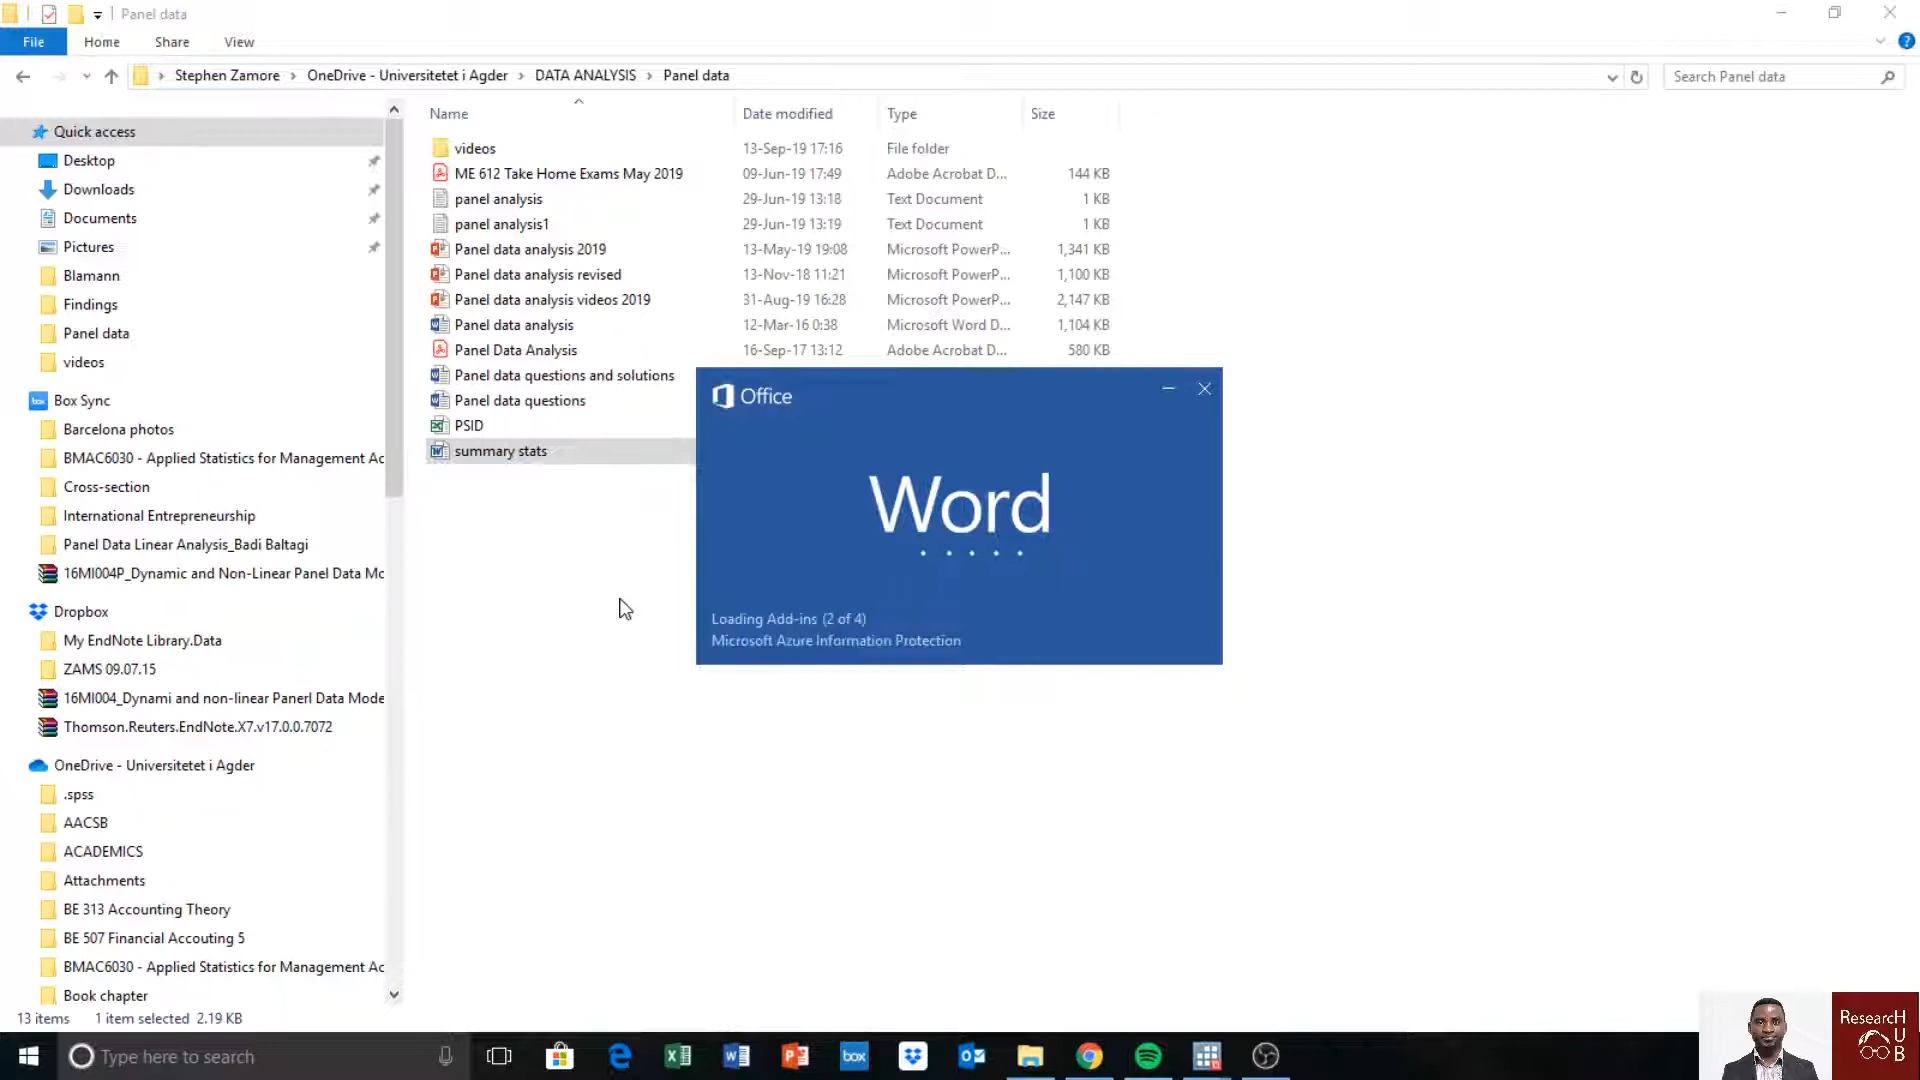 Panel data
File Home Share View
Stephen Zamore OneDrive - Universitetet i Agder DATA ANALYSIS Panel data Search Panel data
Name Date modified Type Size
Quick access
Desktop
Downloads
Documents
Pictures
Blamann
Findings
Panel data
videos
Box Sync
Barcelona photos
BMAC6030 - Applied Statistics for Management Ac
Cross-section
International Entrepreneurship
Panel Data Linear Analysis_Badi Baltagi
16MI004P_Dynamic and Non-Linear Panel Data Mo
Dropbox
My EndNote Library.Data
ZAMS 09.07.15
16MI004_Dynami and non-linear Panerl Data Mode
Thomson.Reuters.EndNote.X7.v17.0.0.7072
OneDrive - Universitetet i Agder
.spss
AACSB
ACADEMICS
Attachments
BE 313 Accounting Theory
BE 507 Financial Accouting 5
BMAC6030 - Applied Statistics for Management Ac
Book chapter
videos 13-Sep-19 17:16 File folder
ME 612 Take Home Exams May 2019 09-Jun-19 17:49 Adobe Acrobat D... 144 KB
panel analysis 29-Jun-19 13:18 Text Document 1 KB
panel analysis1 29-Jun-19 13:19 Text Document 1 KB
Panel data analysis 2019 13-May-19 19:08 Microsoft PowerP... 1,341 KB
Panel data analysis revised 13-Nov-18 11:21 Microsoft PowerP... 1,100 KB
Panel data analysis videos 2019 31-Aug-19 16:28 Microsoft PowerP... 2,147 KB
Panel data analysis 12-Mar-16 0:38 Microsoft Word D... 1,104 KB
Panel Data Analysis 16-Sep-17 13:12 Adobe Acrobat D... 580 KB
Panel data questions and solutions
Panel data questions
PSID
summary stats
Office
Word
Loading Add-ins (2 of 4)
Microsoft Azure Information Protection
13 items 1 item selected 2.19 KB
Type here to search
box
ResearcH
U
B